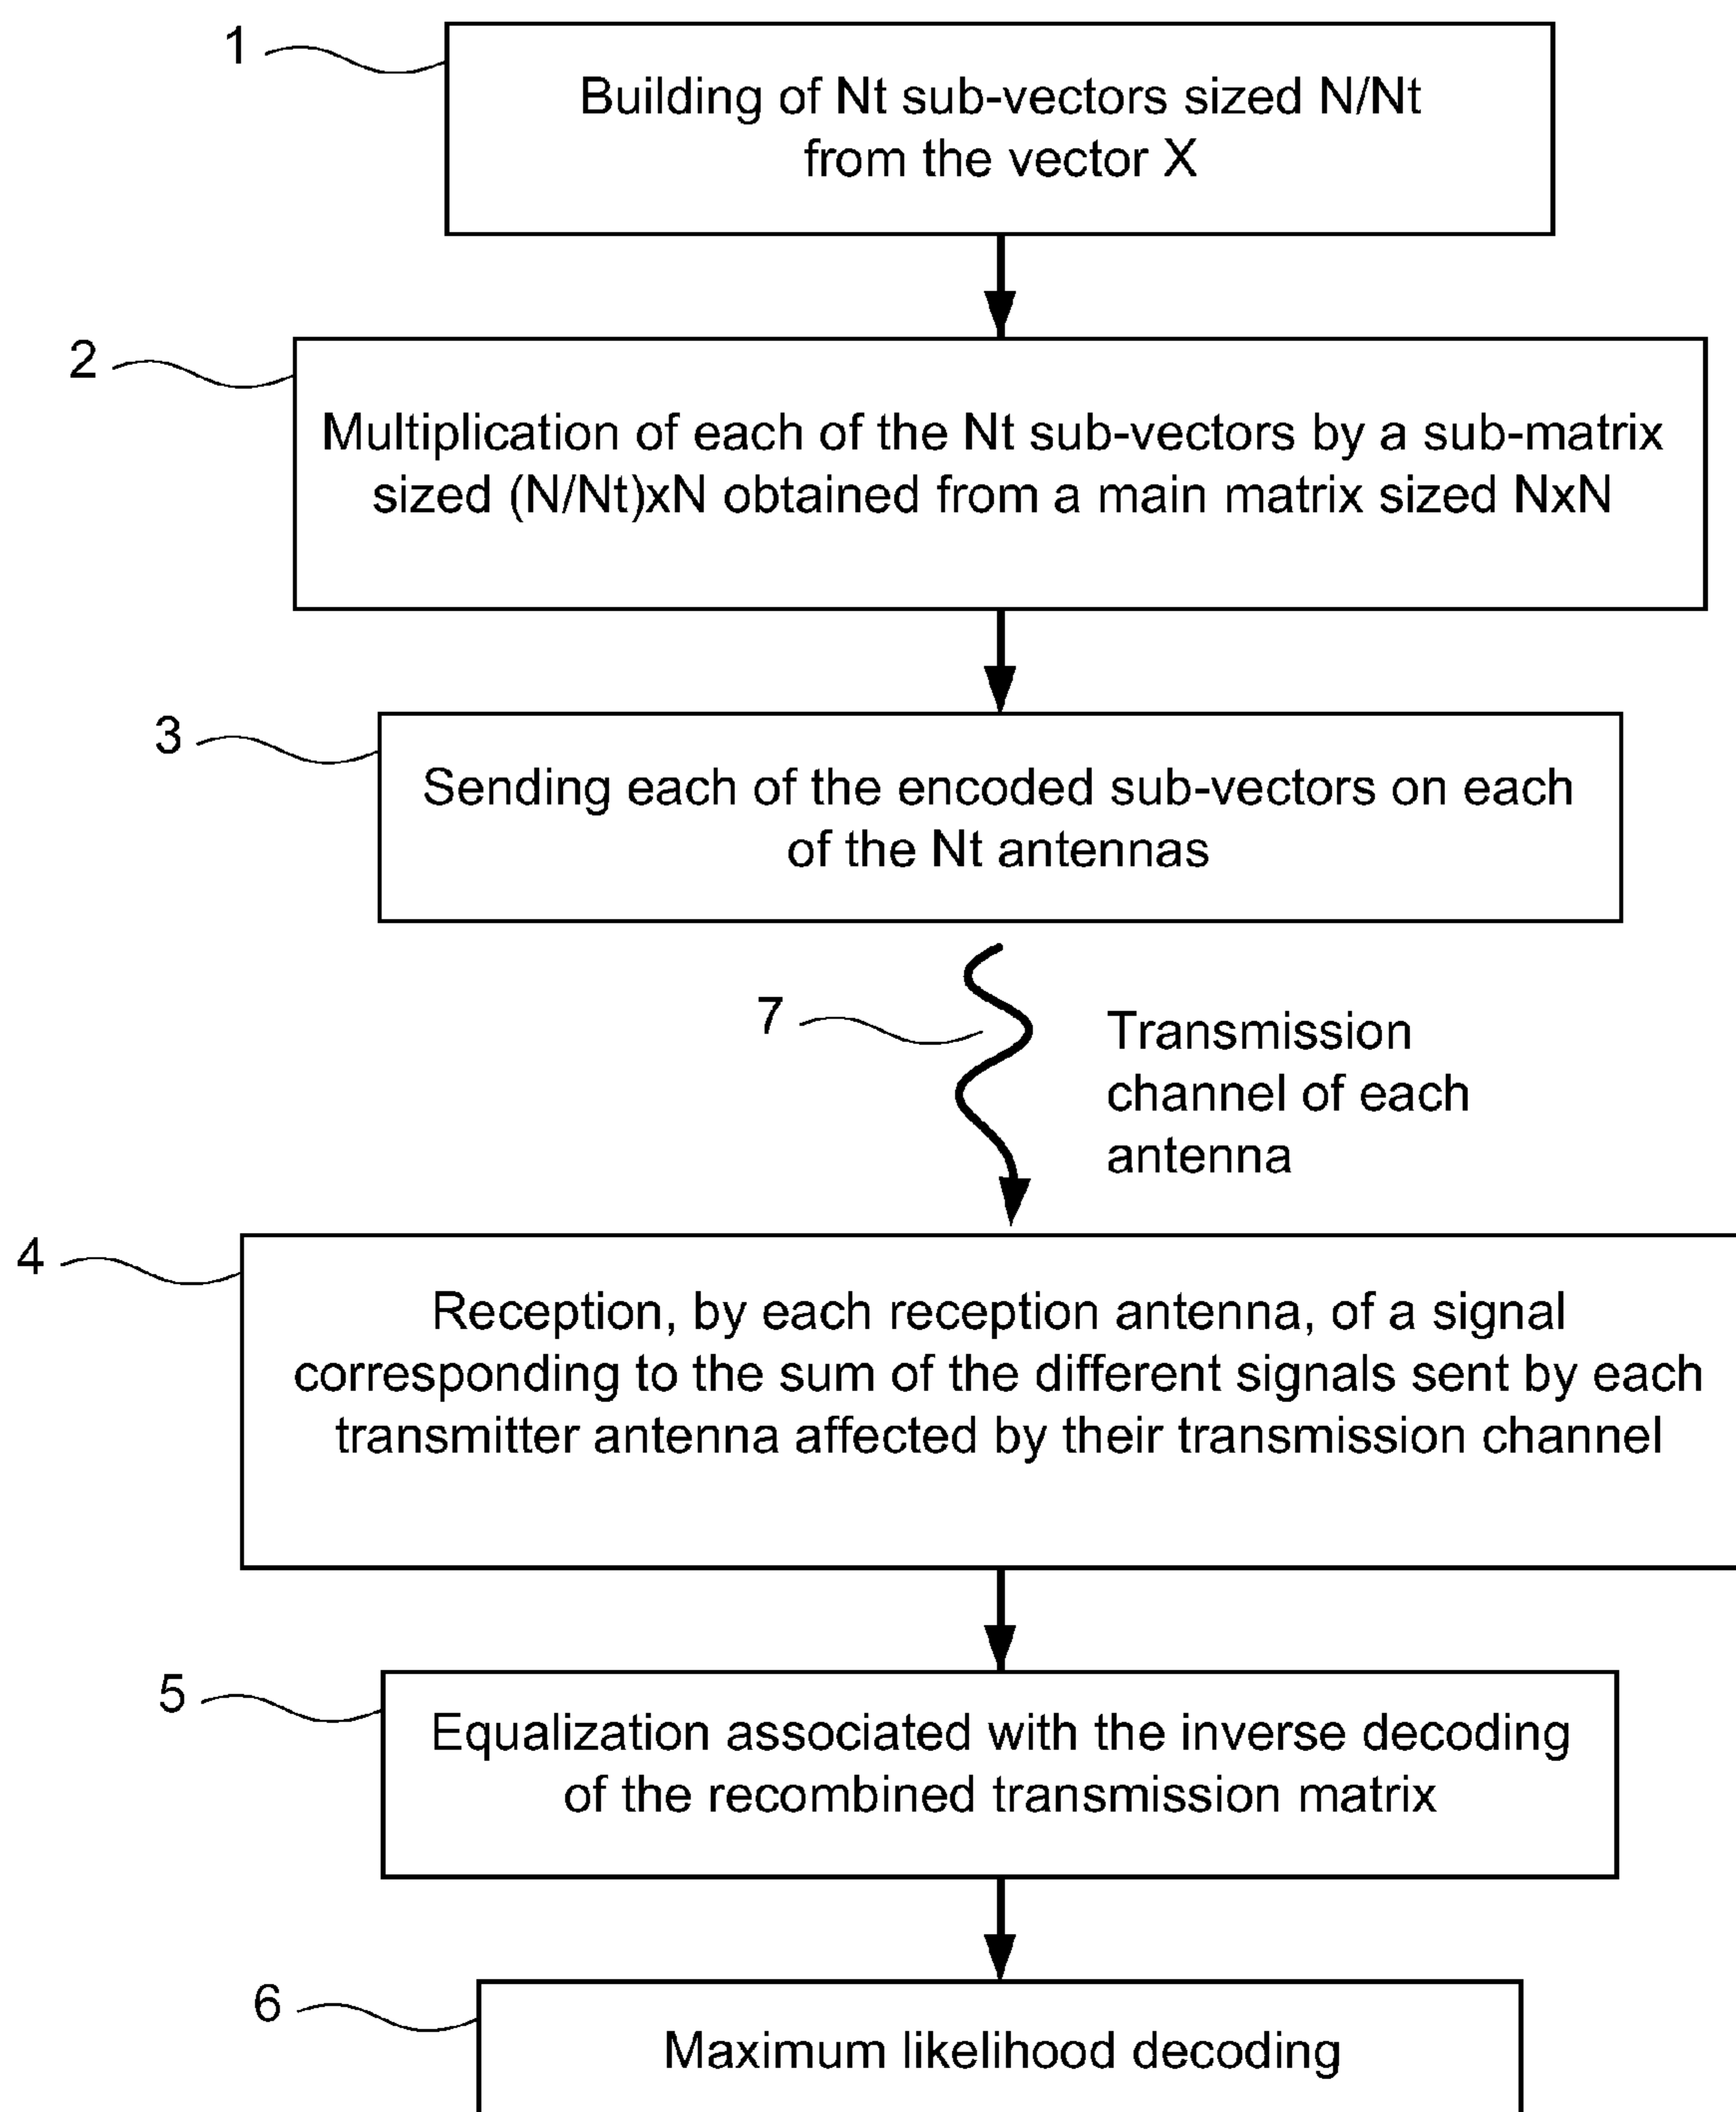 1
Building of Nt sub-vectors sized N/Nt
from the vector X
2
Multiplication of each of the Nt sub-vectors by a sub-matrix
sized (N/Nt)xN obtained from a main matrix sized NxN
3
Sending each of the encoded sub-vectors on each
of the Nt antennas
7
Transmission
channel of each
antenna
4
Reception, by each reception antenna, of a signal
corresponding to the sum of the different signals sent by each
transmitter antenna affected by their transmission channel
5
Equalization associated with the inverse decoding
of the recombined transmission matrix
6
Maximum likelihood decoding